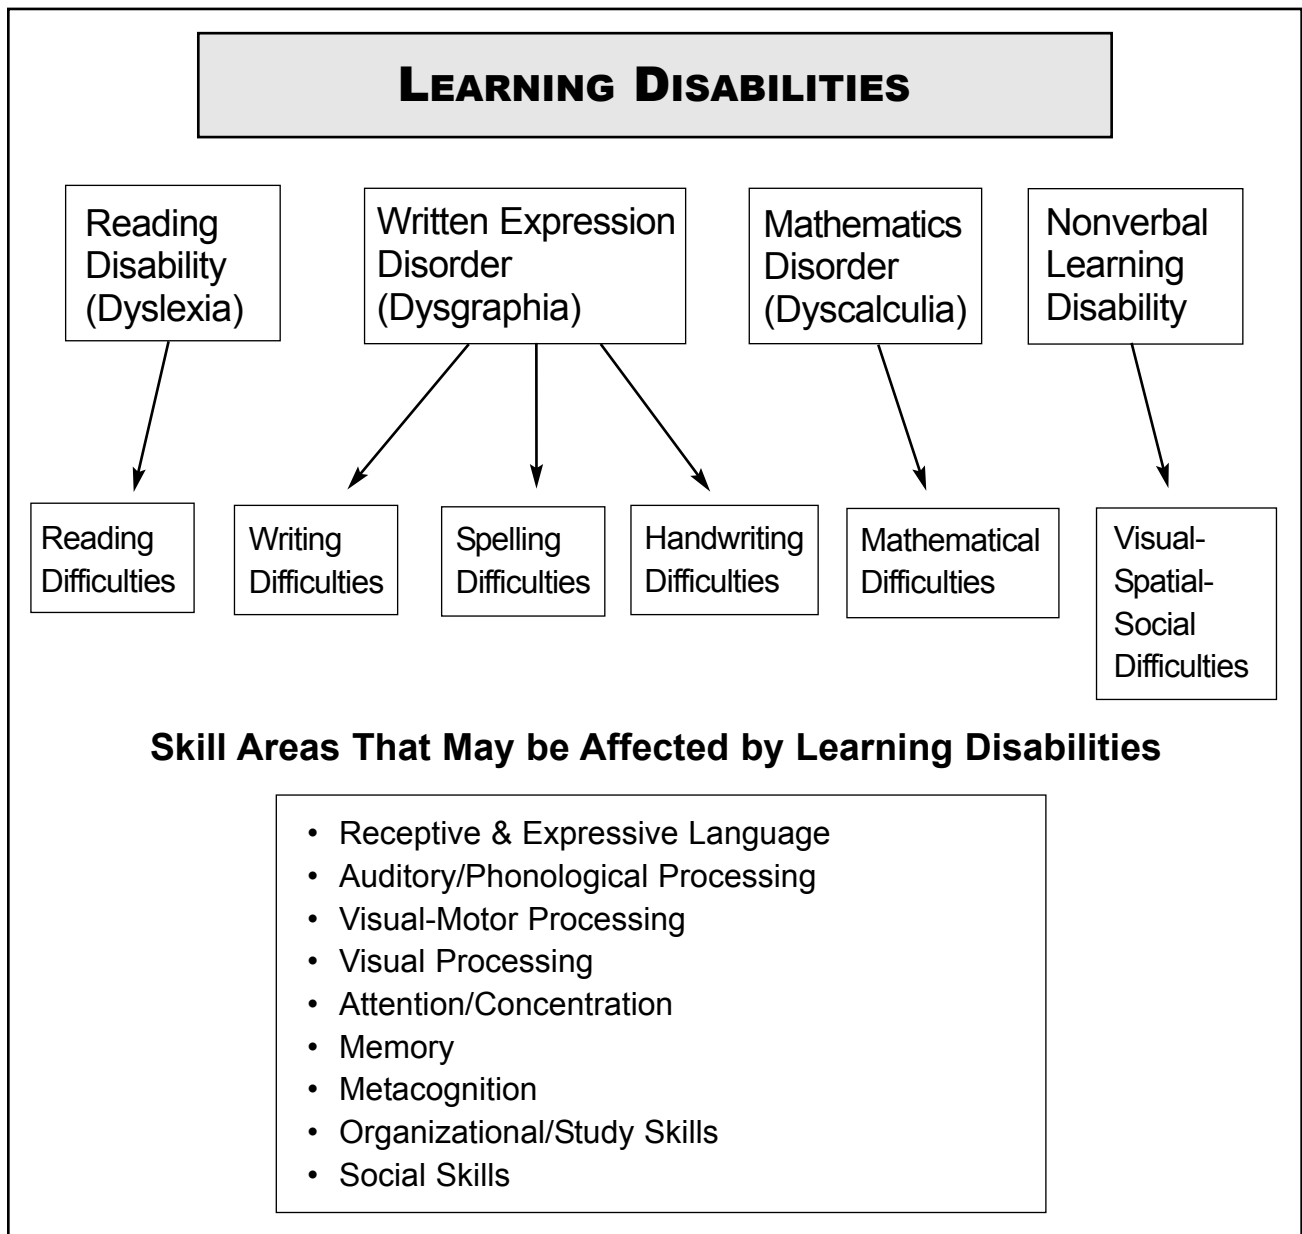 LEARNING DISABILITIES
Reading
Disability
(Dyslexia)
Written Expression
Disorder
(Dysgraphia)
Mathematics
Disorder
(Dyscalculia)
Nonverbal
Learning
Disability
Reading
Difficulties
Writing
Difficulties
Spelling
Difficulties
Handwriting
Difficulties
Mathematical
Difficulties
Visual-
Spatial-
Social
Difficulties
Skill Areas That May be Affected by Learning Disabilities
• Receptive & Expressive Language
• Auditory/Phonological Processing
• Visual-Motor Processing
• Visual Processing
• Attention/Concentration
• Memory
• Metacognition
• Organizational/Study Skills
• Social Skills